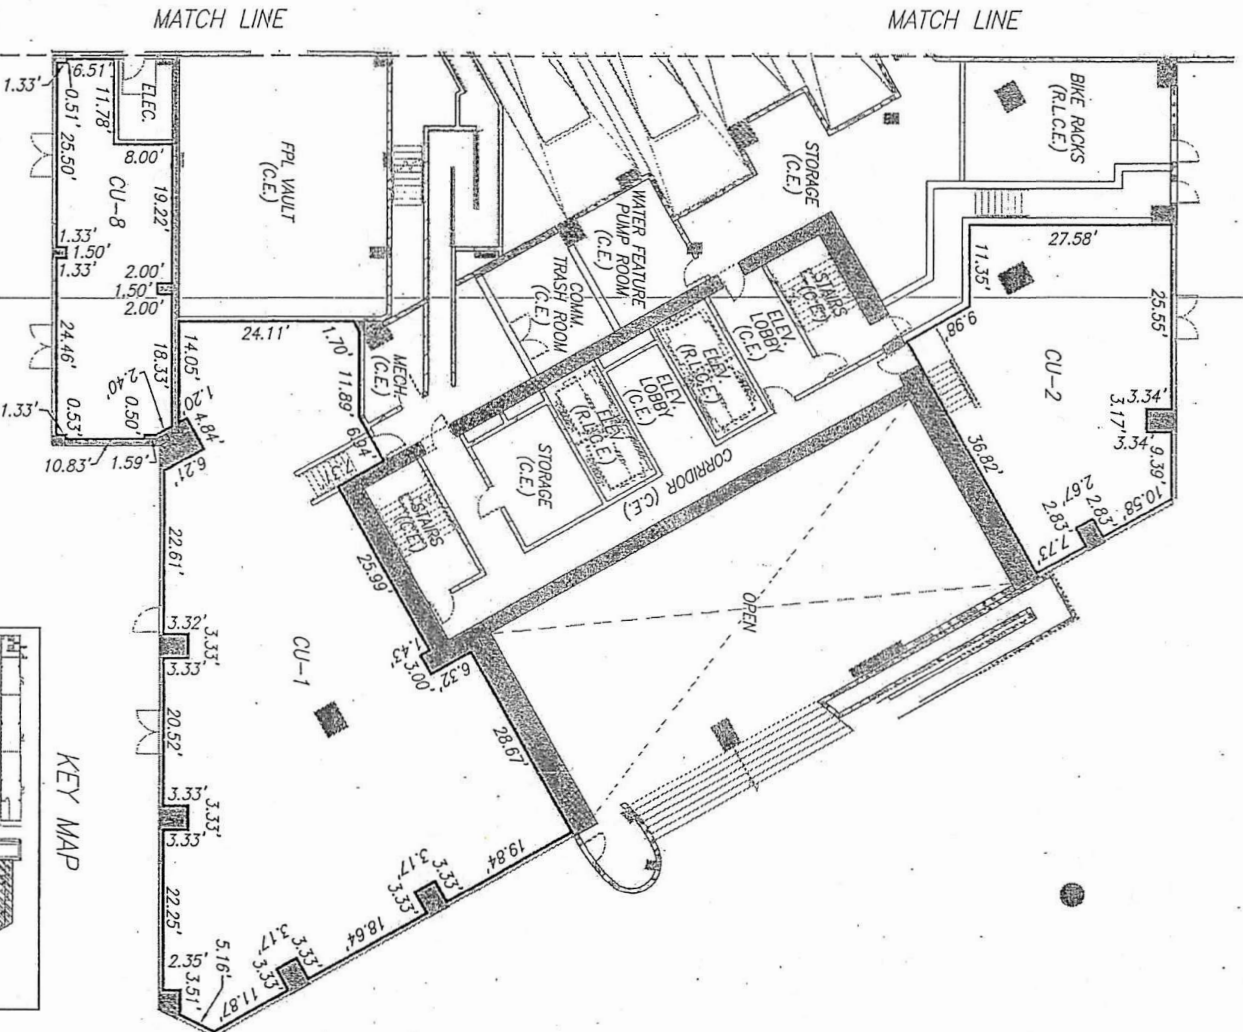 MATCH LINE
MATCH LINE
1.33'
6.51'
0.51'
11.78'
ELEC.
25.50'
8.00'
CU-8
19.22'
1.33'
1.50'
1.33'
2.00'
1.50'
2.00'
24.46'
18.33'
2.40'
0.50'
1.33'
0.53'
10.83'
1.59'
FPL VAULT
(C.E.)
24.11'
14.05'
1.20'
4.84'
6.21'
1.70'
11.89'
MECH.
(C.E.)
6.94'
7.31'
STORAGE
(C.E.)
BIKE RACKS
(R.L.C.E.)
WATER FEATURE
PUMP ROOM
(C.E.)
COMM.
TRASH ROOM
(C.E.)
STAIRS
(C.E.)
ELEV.
LOBBY
(C.E.)
ELEV.
(R.L.C.E.)
ELEV.
LOBBY
(C.E.)
ELEV.
(R.L.C.E.)
STORAGE
(C.E.)
STAIRS
(C.E.)
CORRIDOR (C.E.)
27.58'
11.35'
9.98'
25.55'
CU-2
3.34'
3.17'
3.34'
9.39'
10.58'
2.83'
2.67'
2.83'
7.73'
36.82'
OPEN
25.99'
1.43'
3.00'
6.32'
28.67'
22.61'
3.32'
3.33'
3.33'
CU-1
20.52'
3.33'
3.33'
3.33'
22.25'
2.35'
3.51'
5.16'
11.87'
3.33'
3.17'
3.33'
18.64'
3.33'
3.17'
3.33'
19.84'
KEY MAP